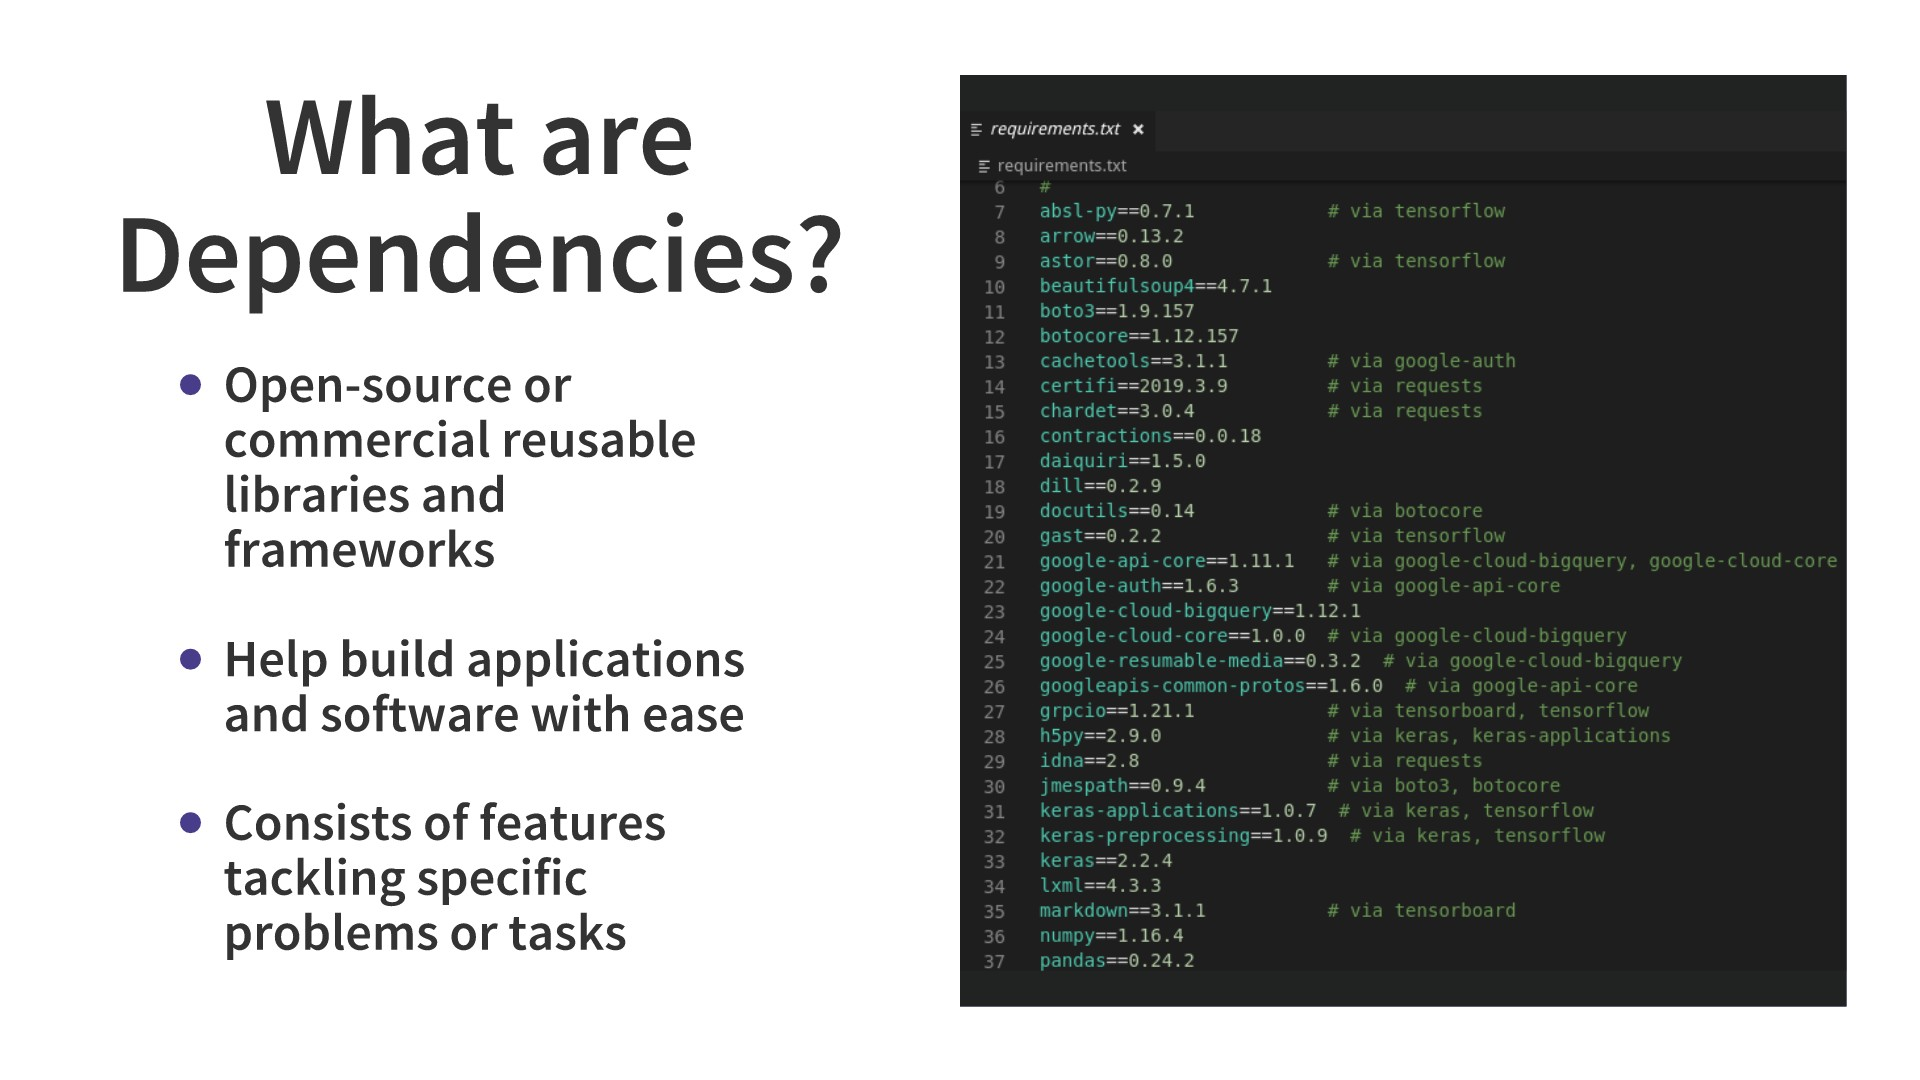 What are
Dependencies?
Open-source or
commercial reusable
libraries and
frameworks
Help build applications
and software with ease
Consists of features
tackling specific
problems or tasks
requirements.txt ×
requirements.txt
6 #
7 absl-py==0.7.1 # via tensorflow
8 arrow==0.13.2
9 astor==0.8.0 # via tensorflow
10 beautifulsoup4==4.7.1
11 boto3==1.9.157
12 botocore==1.12.157
13 cachetools==3.1.1 # via google-auth
14 certifi==2019.3.9 # via requests
15 chardet==3.0.4 # via requests
16 contractions==0.0.18
17 daiquiri==1.5.0
18 dill==0.2.9
19 docutils==0.14 # via botocore
20 gast==0.2.2 # via tensorflow
21 google-api-core==1.11.1 # via google-cloud-bigquery, google-cloud-core
22 google-auth==1.6.3 # via google-api-core
23 google-cloud-bigquery==1.12.1
24 google-cloud-core==1.0.0 # via google-cloud-bigquery
25 google-resumable-media==0.3.2 # via google-cloud-bigquery
26 googleapis-common-protos==1.6.0 # via google-api-core
27 grpcio==1.21.1 # via tensorboard, tensorflow
28 h5py==2.9.0 # via keras, keras-applications
29 idna==2.8 # via requests
30 jmespath==0.9.4 # via boto3, botocore
31 keras-applications==1.0.7 # via keras, tensorflow
32 keras-preprocessing==1.0.9 # via keras, tensorflow
33 keras==2.2.4
34 lxml==4.3.3
35 markdown==3.1.1 # via tensorboard
36 numpy==1.16.4
37 pandas==0.24.2